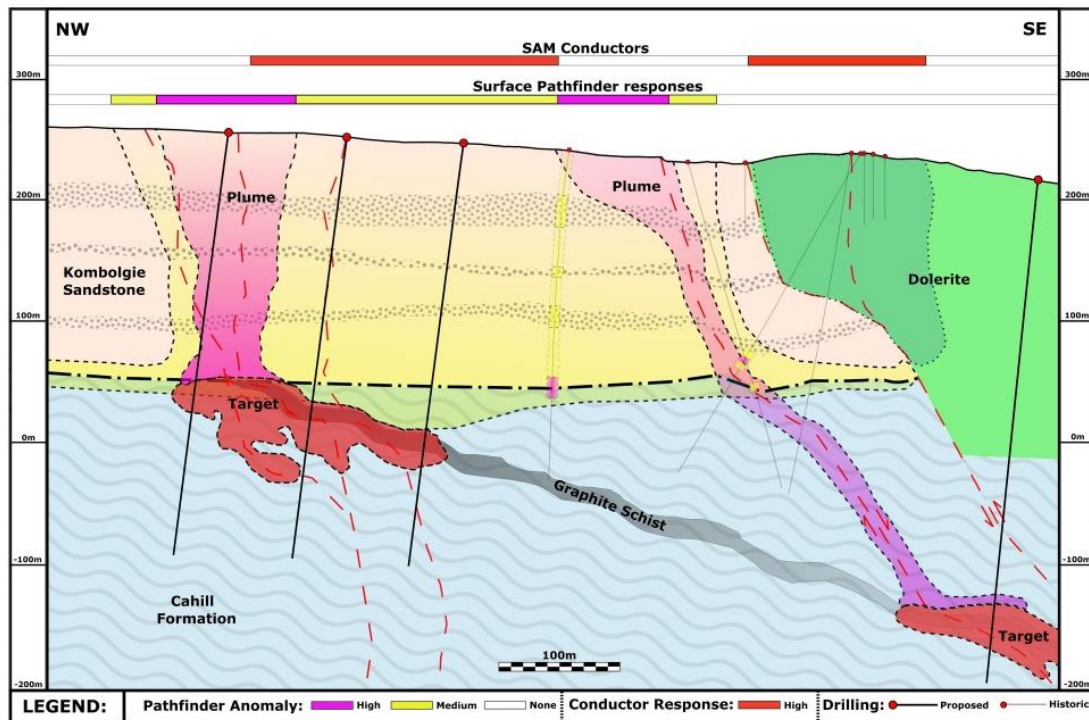 NW
SE
SAM Conductors
300m
300m
Surface Pathfinder responses
Plume
Plume
200m
200m
Kombolgie
Sandstone
Dolerite
100m
100m
Target
0m
0m
Graphite Schist
-100m
-100m
Cahill
Formation
Target
100m
-200m
-200m
LEGEND:
Pathfinder Anomaly: High Medium None Conductor Response: High Drilling: Proposed Historic